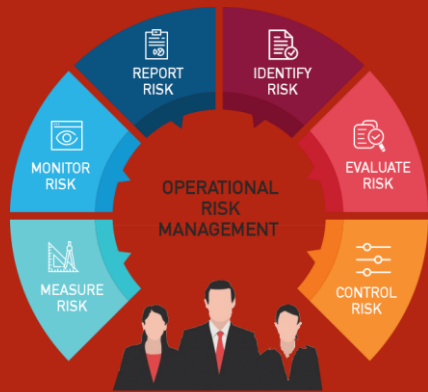 REPORT
RISK
IDENTIFY
RISK
MONITOR
RISK
EVALUATE
RISK
OPERATIONAL
RISK
MANAGEMENT
MEASURE
RISK
CONTROL
RISK